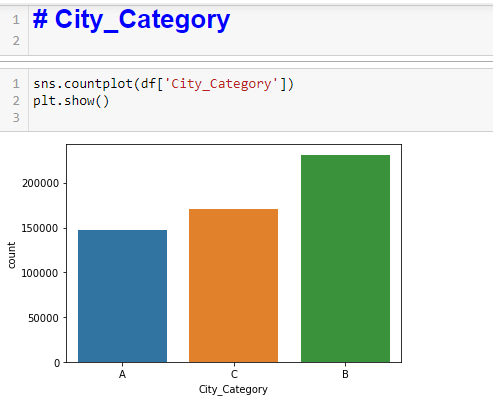 1 # City_Category
2
1 sns.countplot(df['City_Category'])
2 plt.show()
3
200000
150000
100000
50000
0
count
A C B
City_Category